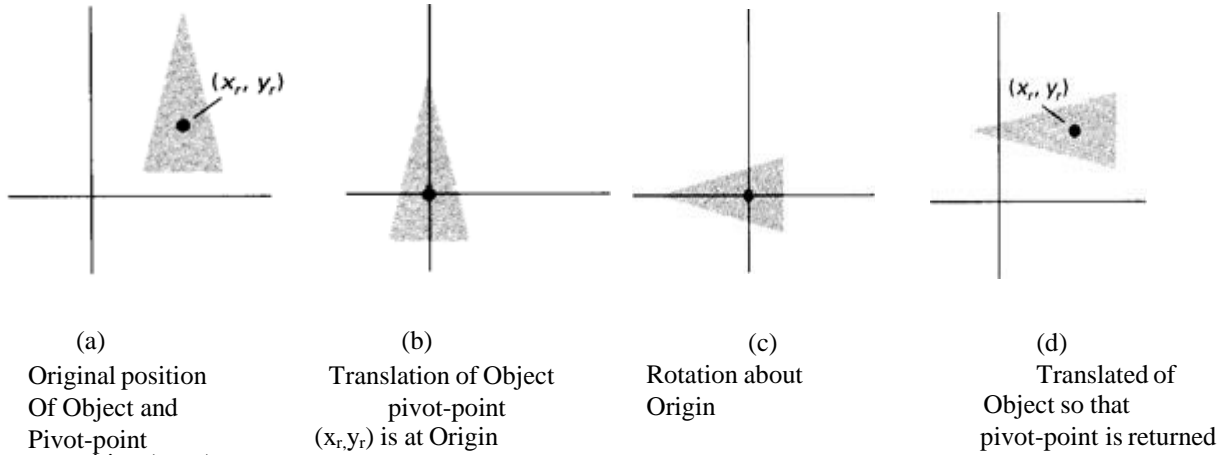 (xr, yr)
(xr, yr)
(a)
Original position
Of Object and
Pivot-point
(b)
Translation of Object
pivot-point
(xr,yr) is at Origin
(c)
Rotation about
Origin
(d)
Translated of
Object so that
pivot-point is returned